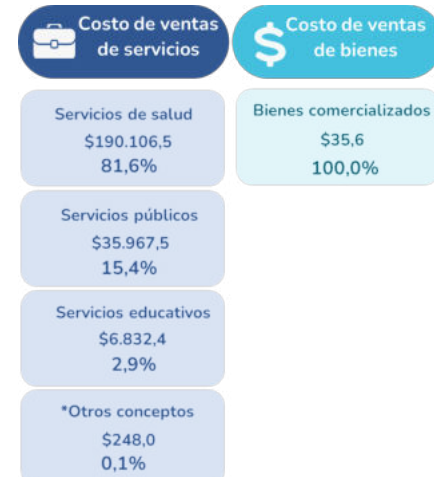 Costo de ventas
de servicios
Servicios de salud
$190.106,5
81,6%
Servicios públicos
$35.967,5
15,4%
Servicios educativos
$6.832,4
2,9%
*Otros conceptos
$248,0
0,1%
Costo de ventas
de bienes
Bienes comercializados
$35,6
100,0%